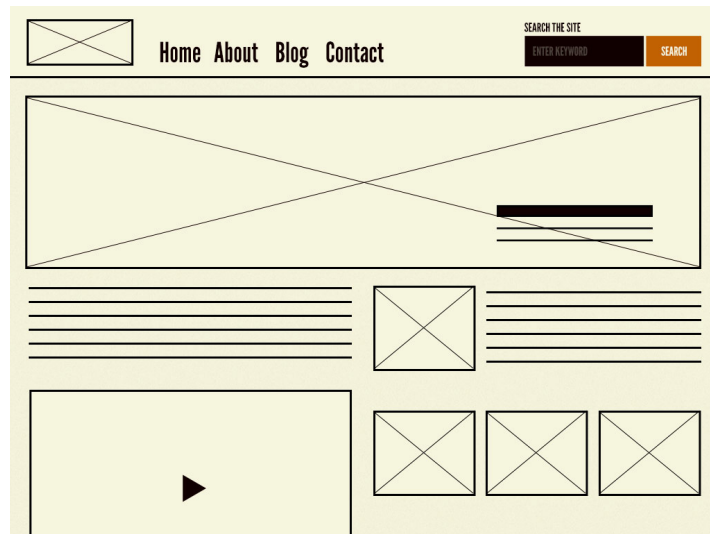 SEARCH THE SITE
Home About Blog Contact
ENTER KEYWORD SEARCH